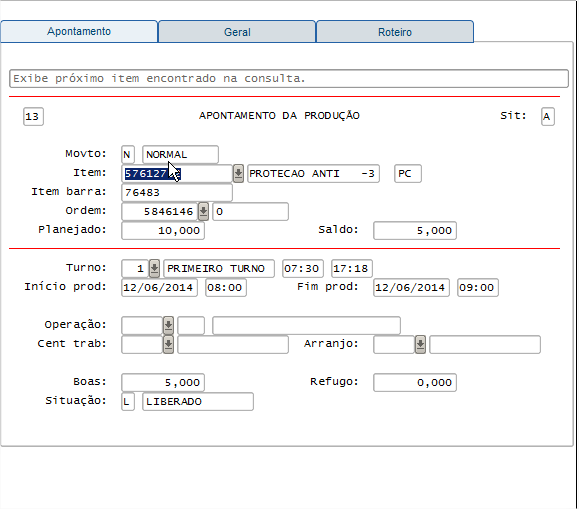 Apontamento Geral Roteiro
Exibe próximo item encontrado na consulta.
13 APONTAMENTO DA PRODUÇÃO Sit: A
Movto: N NORMAL
Item: PROTECAO ANTI -3 PC
Item barra: 76483
Ordem: 5846146 0
Planejado: 10,000 Saldo: 5,000
Turno: 1 PRIMEIRO TURNO 07:30 17:18
Início prod: 12/06/2014 08:00 Fim prod: 12/06/2014 09:00
Operação:
Cent trab: Arranjo:
Boas: 5,000 Refugo: 0,000
Situação: L LIBERADO